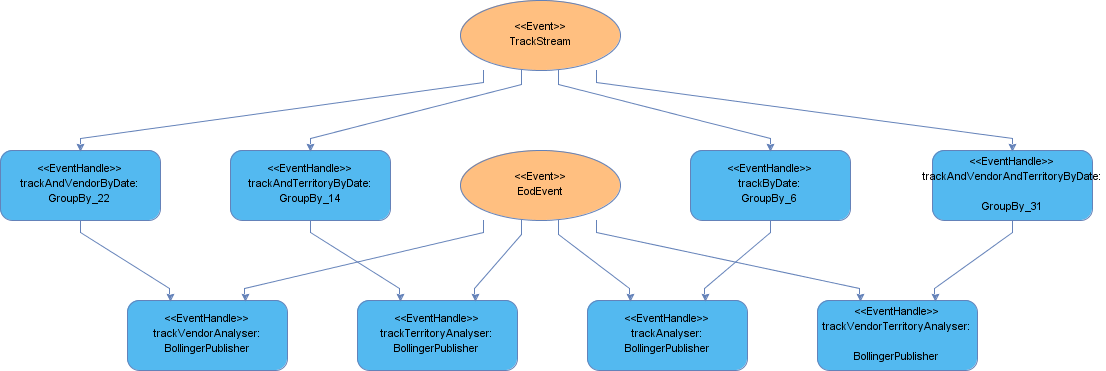 <<Event>>
TrackStream
<<EventHandle>>
trackAndVendorByDate:
GroupBy_22
<<EventHandle>>
trackAndTerritoryByDate:
GroupBy_14
<<Event>>
EodEvent
<<EventHandle>>
trackByDate:
GroupBy_6
<<EventHandle>>
trackAndVendorAndTerritoryByDate:
GroupBy_31
<<EventHandle>>
trackVendorAnalyser:
BollingerPublisher
<<EventHandle>>
trackTerritoryAnalyser:
BollingerPublisher
<<EventHandle>>
trackAnalyser:
BollingerPublisher
<<EventHandle>>
trackVendorTerritoryAnalyser:
BollingerPublisher